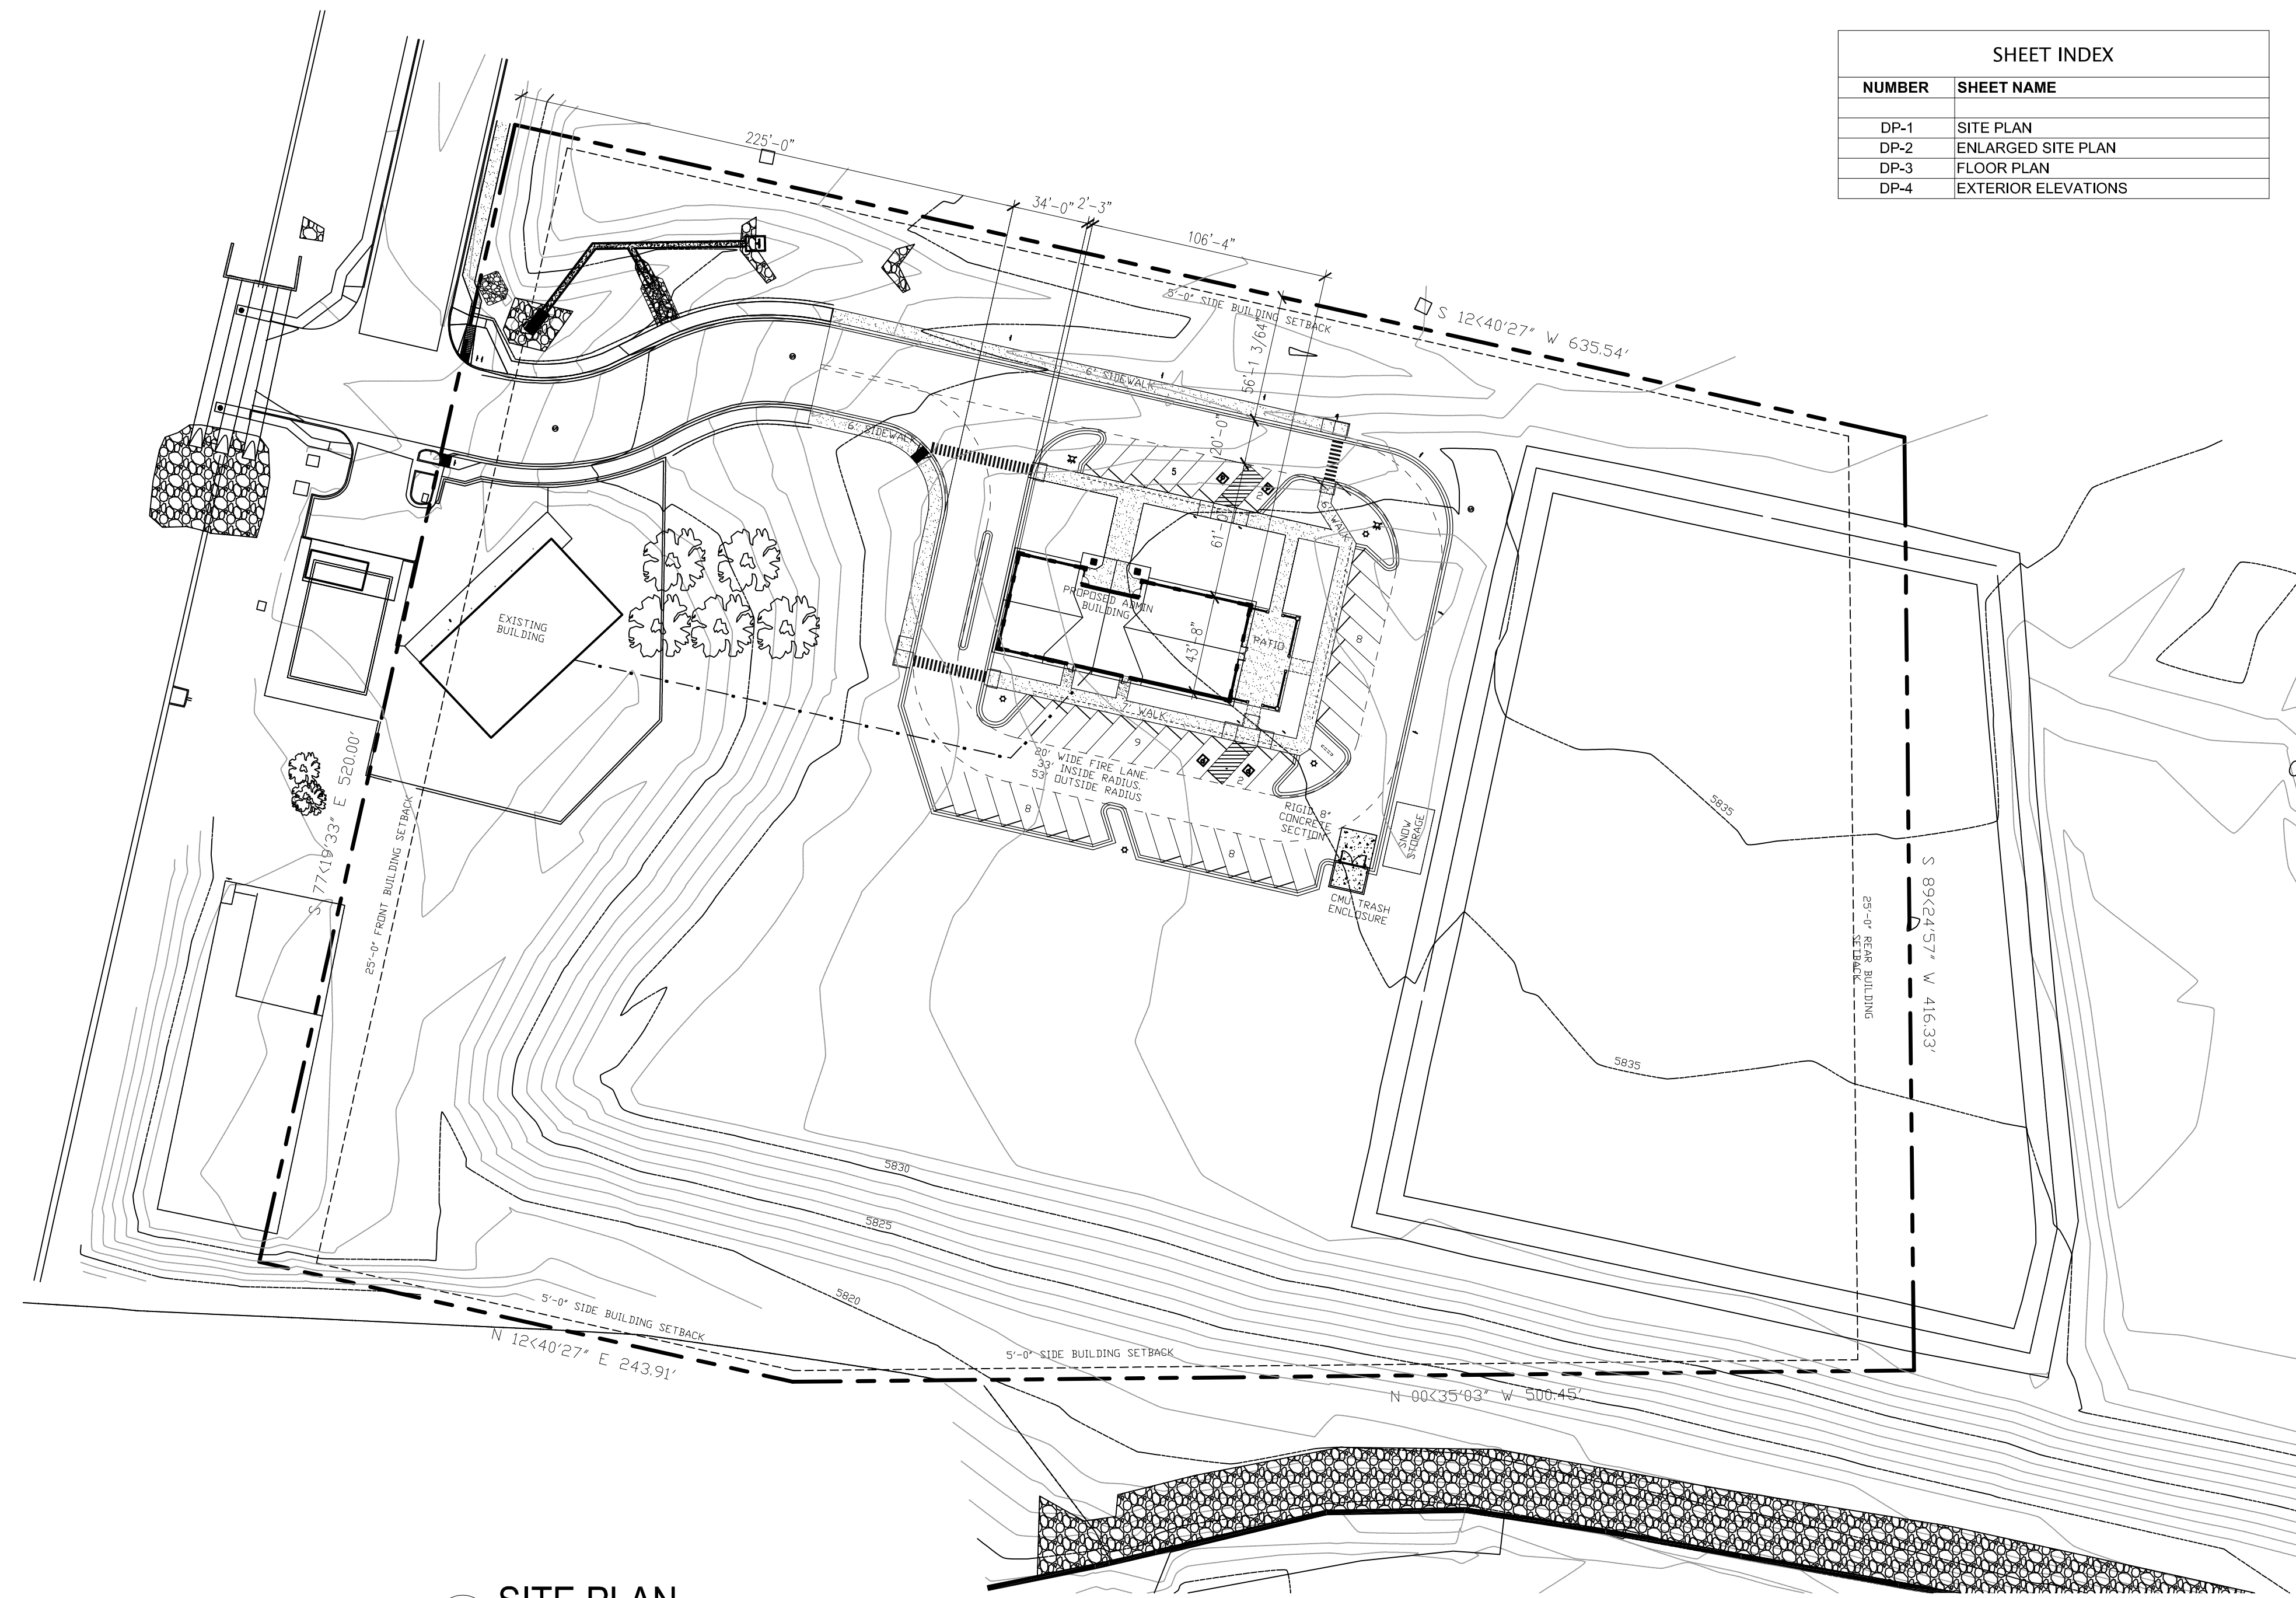 SHEET INDEX
NUMBER SHEET NAME
DP-1 SITE PLAN
DP-2 ENLARGED SITE PLAN
DP-3 FLOOR PLAN
DP-4 EXTERIOR ELEVATIONS
225'-0"
34'-0"
2'-3"
106'-4"
5'-0" SIDE BUILDING SETBACK
S 12<40'27" W 635.54'
56'-1 3/64"
6' SIDEWALK
6' SIDEWALK
20'-0"
5
2
6' WALK
61'-0"
PROPOSED ADMIN
BUILDING
43'-8"
PATIO
8
EXISTING
BUILDING
7' WALK
9
2
20' WIDE FIRE LANE.
33' INSIDE RADIUS.
53' OUTSIDE RADIUS
8
8
RIGID 8"
CONCRETE
SECTION
SNOW
STORAGE
CMU TRASH
ENCLOSURE
S 77<19'33" E 520.00'
25'-0" FRONT BUILDING SETBACK
5835
5835
25'-0" REAR BUILDING
SETBACK
S 89<24'57" W 416.33'
5830
5825
5820
5'-0" SIDE BUILDING SETBACK
N 12<40'27" E 243.91'
5'-0" SIDE BUILDING SETBACK
N 00<35'03" W 500.45'
SITE PLAN